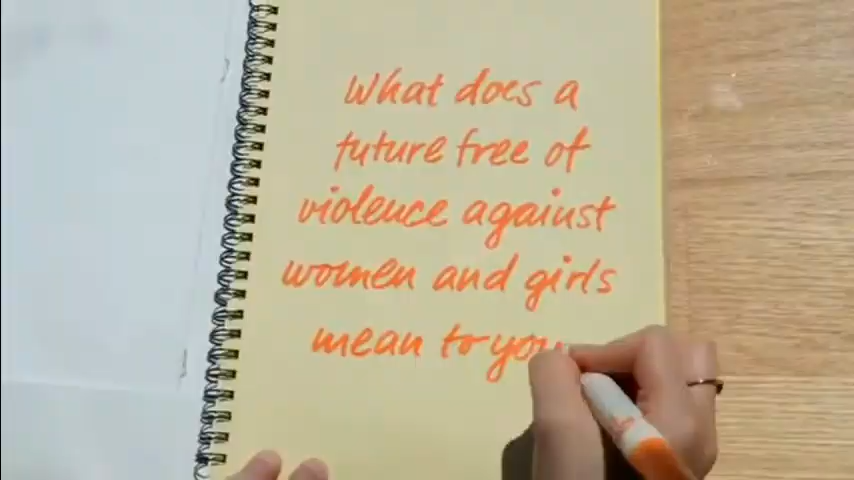 What does a
future free of
violence against
women and girls
mean to you